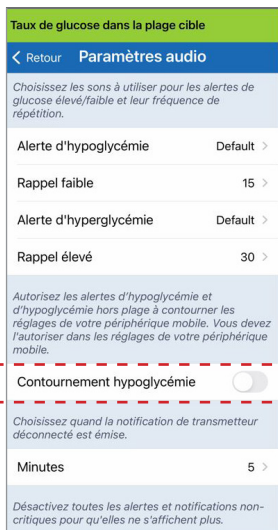 Taux de glucose dans la plage cible
Retour Paramètres audio
Choisissez les sons à utiliser pour les alertes de
glucose élevé/faible et leur fréquence de
répétition.
Alerte d'hypoglycémie Default
Rappel faible 15
Alerte d'hyperglycémie Default
Rappel élevé 30
Autorisez les alertes d'hypoglycémie et
d'hypoglycémie hors plage à contourner les
réglages de votre périphérique mobile. Vous devez
l'autoriser dans les réglages de votre périphérique
mobile.
Contournement hypoglycémie
Choisissez quand la notification de transmetteur
déconnecté est émise.
Minutes 5
Désactivez toutes les alertes et notifications non-
critiques pour qu'elles ne s'affichent plus.